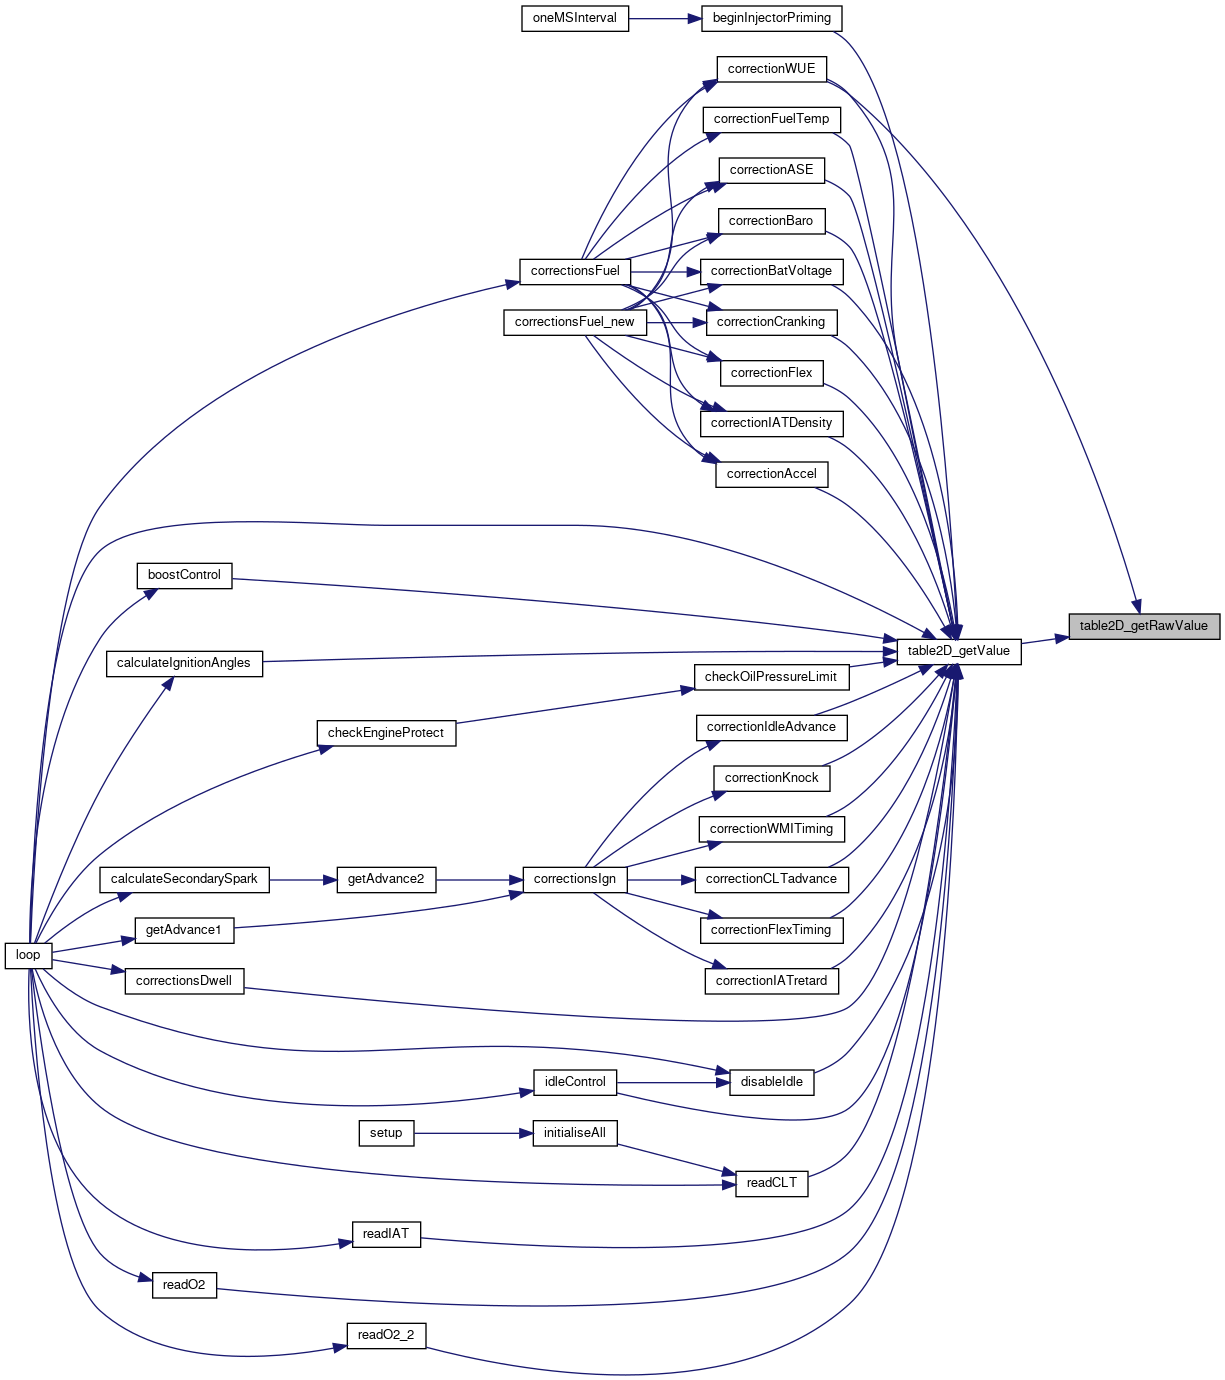 oneMSInterval
beginInjectorPriming
correctionWUE
correctionFuelTemp
correctionASE
correctionBaro
correctionsFuel
correctionBatVoltage
correctionsFuel_new
correctionCranking
correctionFlex
correctionIATDensity
correctionAccel
boostControl
table2D_getRawValue
table2D_getValue
calculateIgnitionAngles
checkOilPressureLimit
correctionIdleAdvance
checkEngineProtect
correctionKnock
correctionWMITiming
calculateSecondarySpark
getAdvance2
correctionsIgn
correctionCLTadvance
getAdvance1
correctionFlexTiming
loop
correctionsDwell
correctionIATretard
idleControl
disableIdle
setup
initialiseAll
readCLT
readIAT
readO2
readO2_2